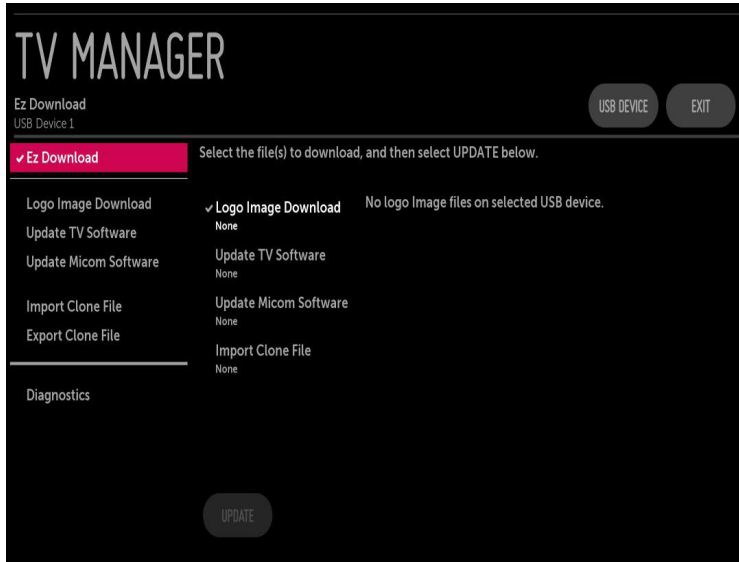 TV MANAGER
Ez Download
USB Device 1
USB DEVICE
EXIT
Ez Download
Logo Image Download
Update TV Software
Update Micom Software
Import Clone File
Export Clone File
Diagnostics
Select the file(s) to download, and then select UPDATE below.
Logo Image Download
None
Update TV Software
None
Update Micom Software
None
Import Clone File
None
No logo Image files on selected USB device.
UPDATE